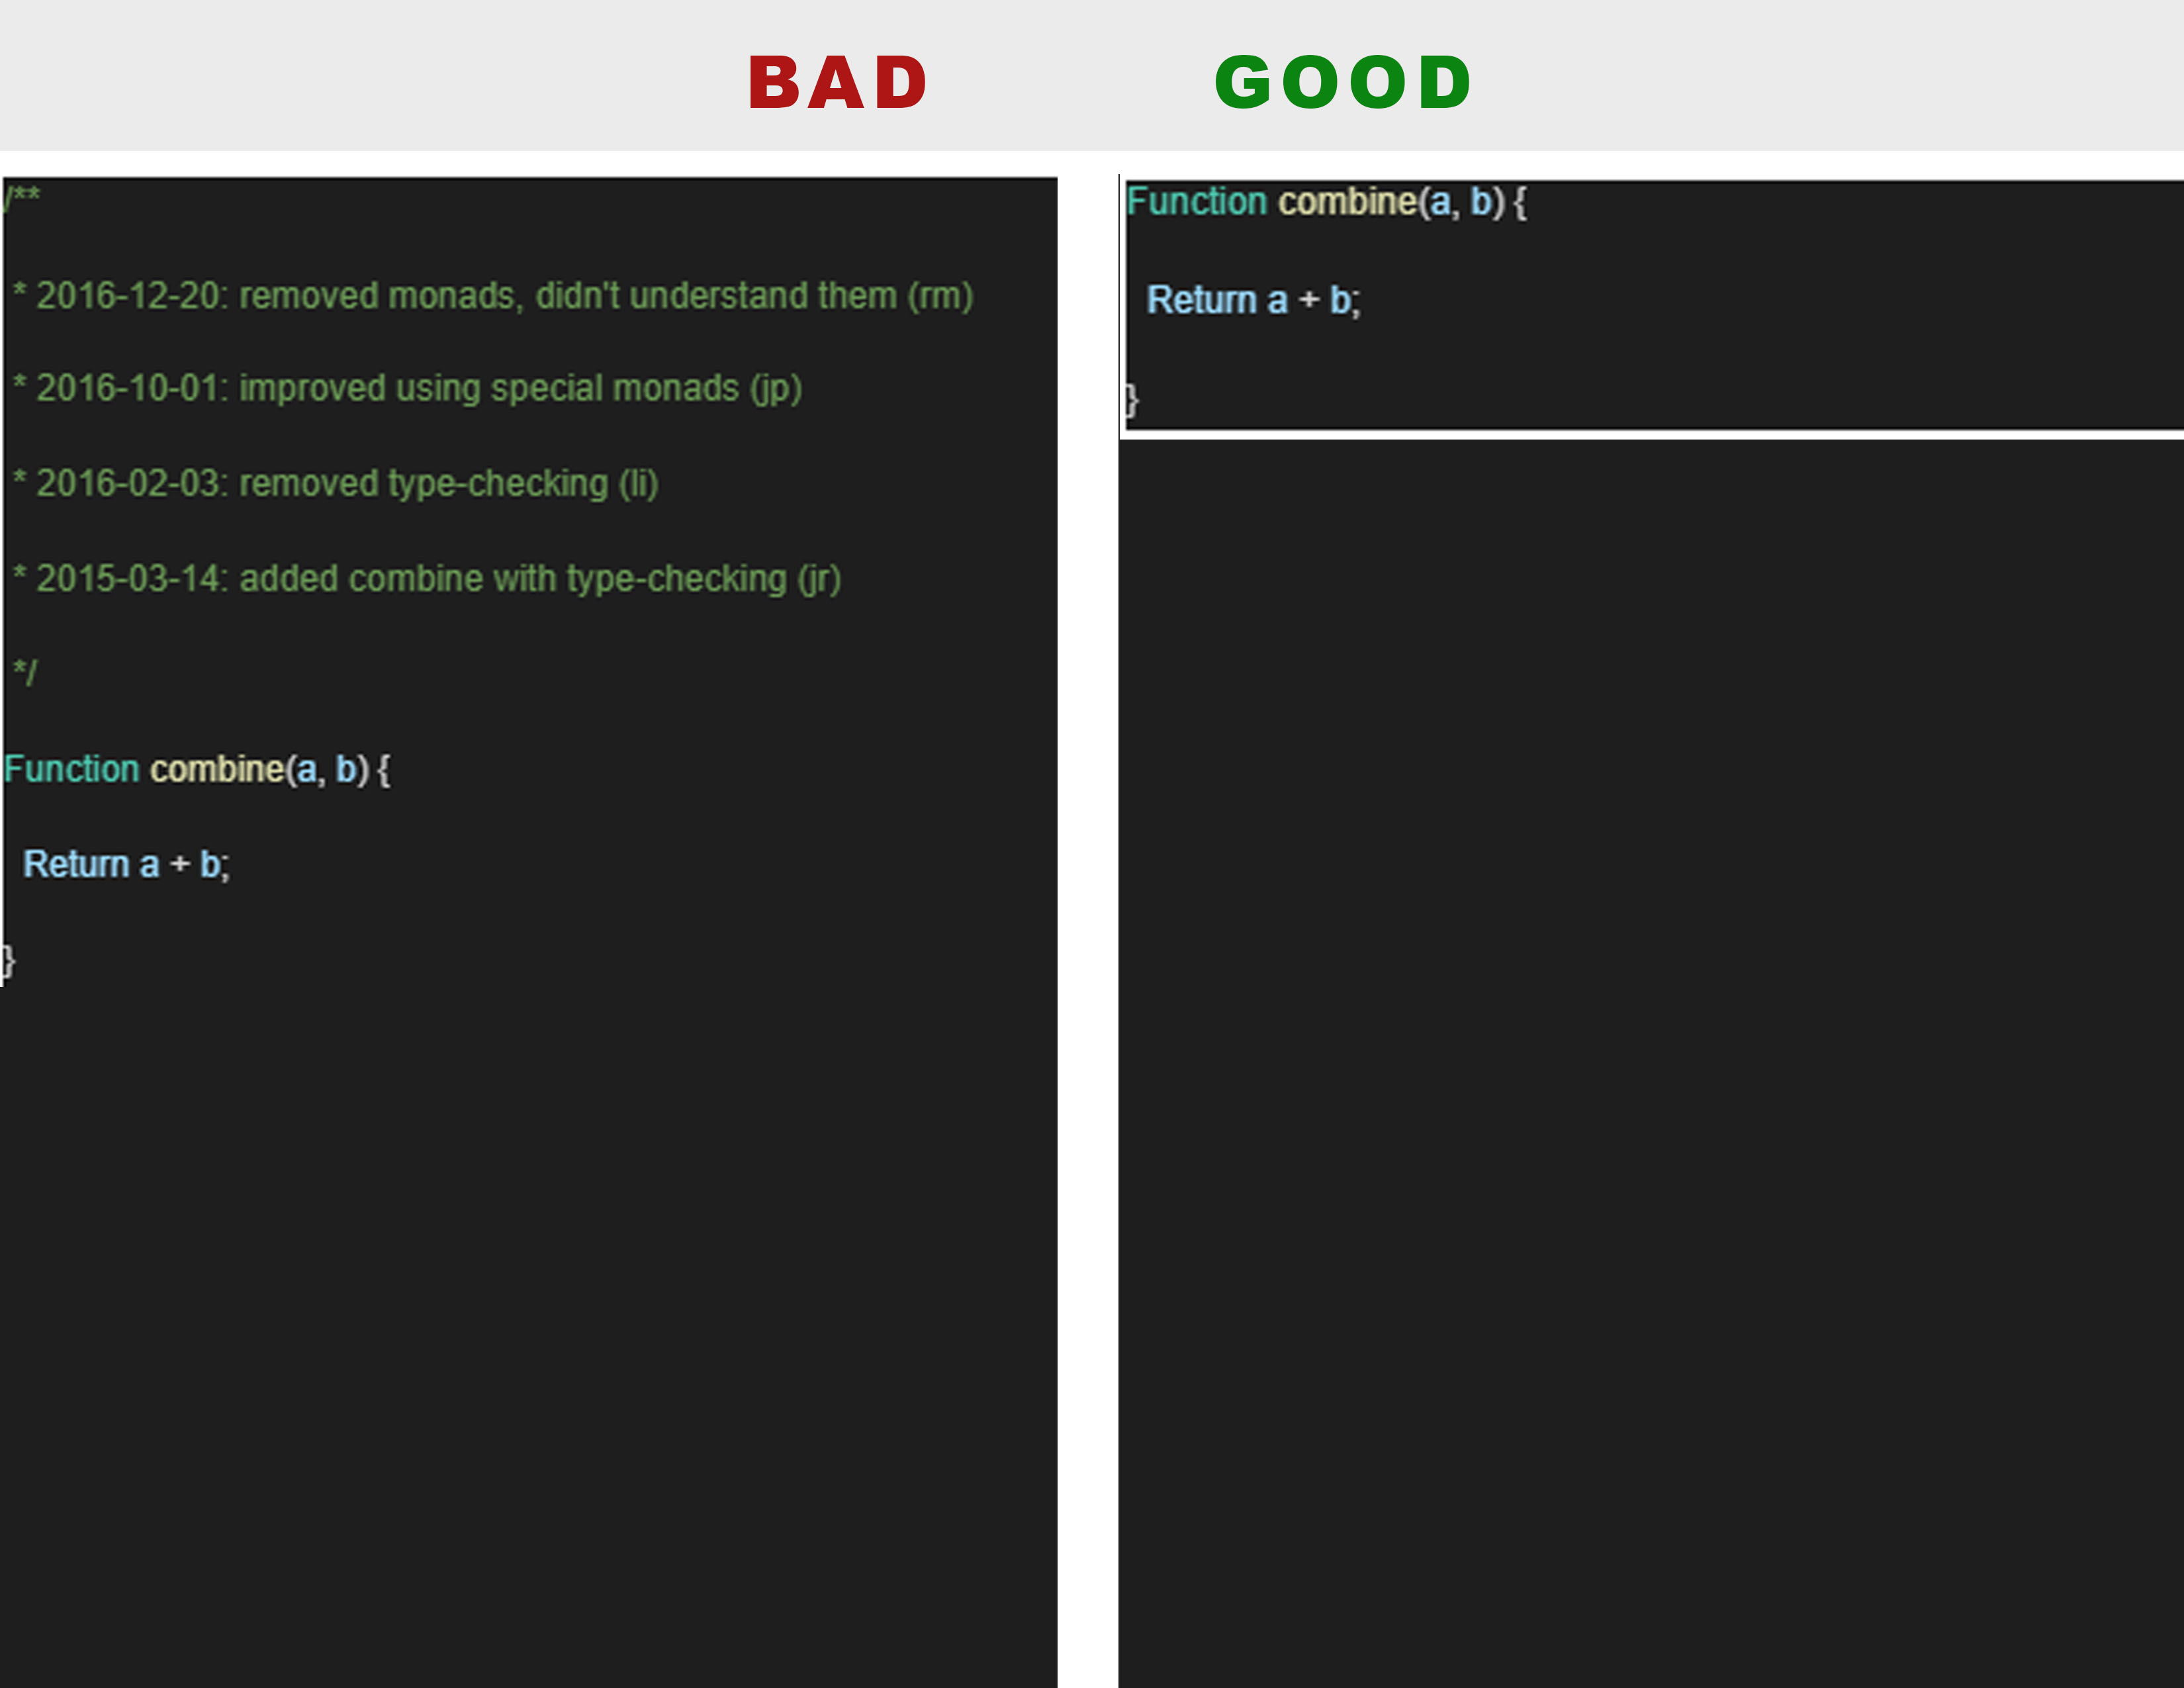 BAD
GOOD
/**
* 2016-12-20: removed monads, didn't understand them (rm)
* 2016-10-01: improved using special monads (jp)
* 2016-02-03: removed type-checking (li)
* 2015-03-14: added combine with type-checking (jr)
*/
Function combine(a, b) {
Return a + b;
}
Function combine(a, b) {
Return a + b;
}